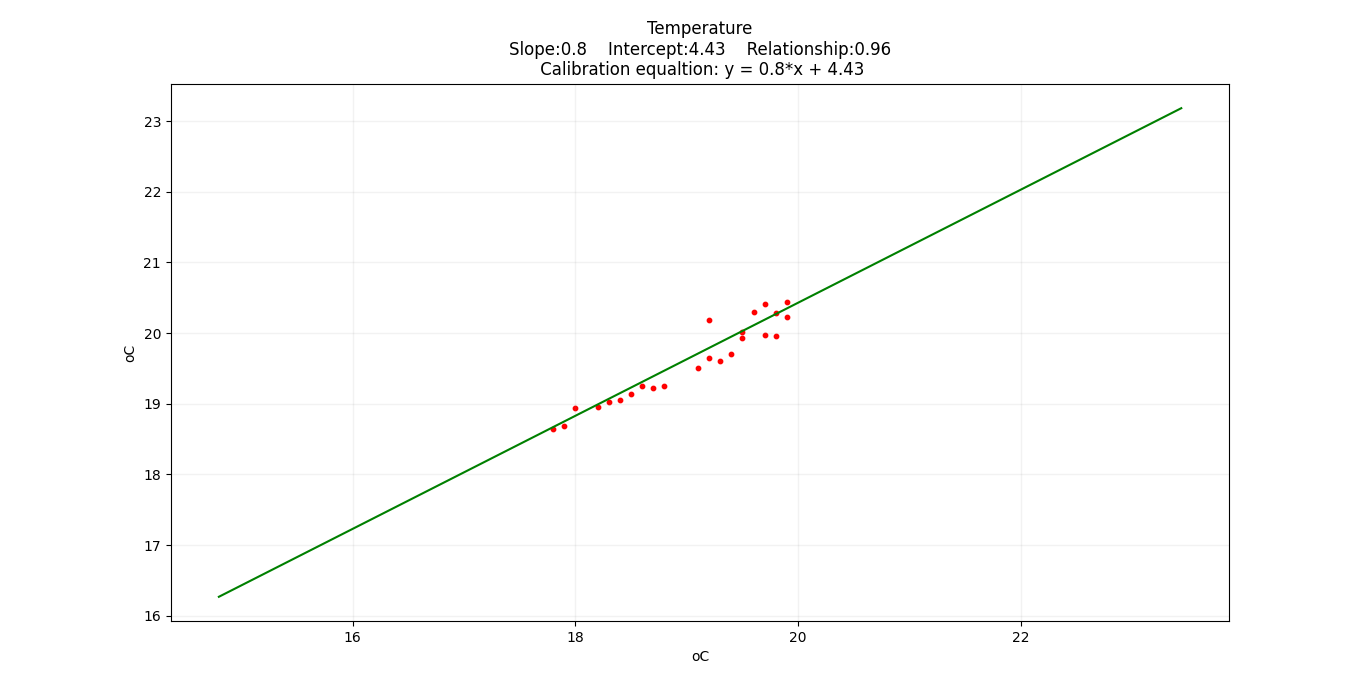 Temperature
Slope:0.8    Intercept:4.43    Relationship:0.96
Calibration equaltion: y = 0.8*x + 4.43
23
22
21
20
19
18
17
16
oC
16
18
20
22
oC